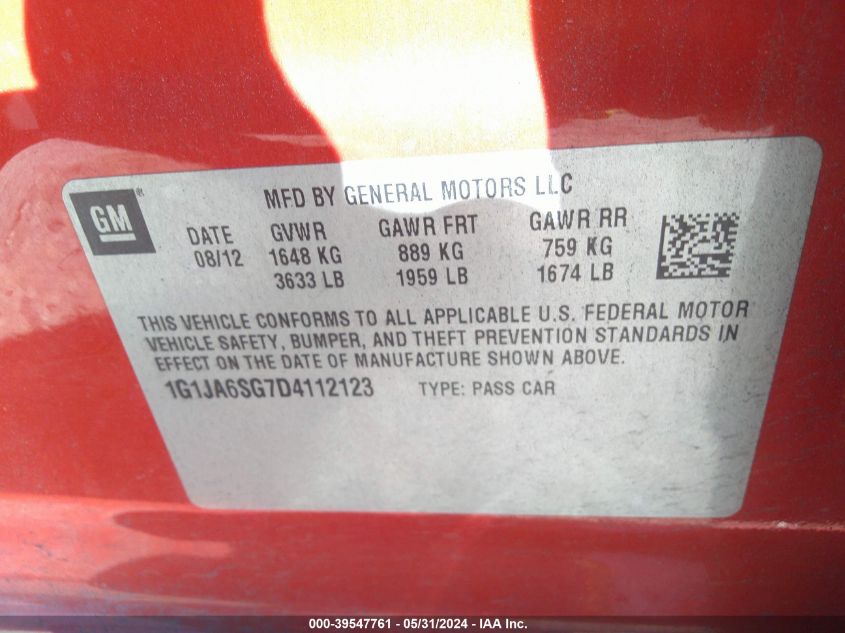 GM®
MFD BY GENERAL MOTORS LLC
DATE GVWR GAWR FRT GAWR RR
08/12 1648 KG 889 KG 759 KG
3633 LB 1959 LB 1674 LB
THIS VEHICLE CONFORMS TO ALL APPLICABLE U.S. FEDERAL MOTOR
VEHICLE SAFETY, BUMPER, AND THEFT PREVENTION STANDARDS IN
EFFECT ON THE DATE OF MANUFACTURE SHOWN ABOVE.
1G1JA6SG7D4112123 TYPE: PASS CAR
000-39547761 - 05/31/2024 - IAA Inc.